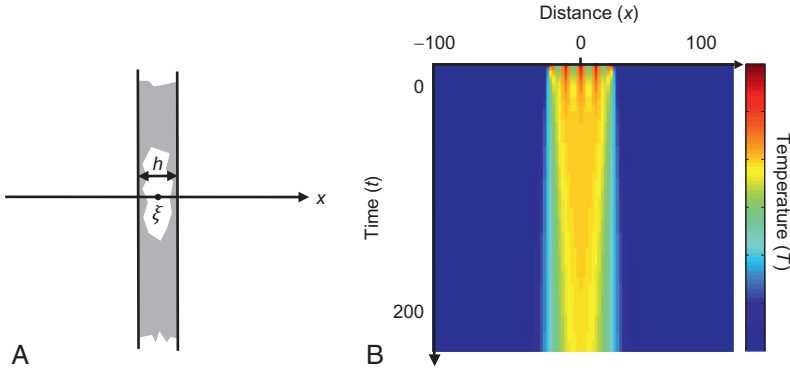 h
x
ξ
A
Distance (x)
–100
0
100
0
Time (t)
200
Temperature (T)
B